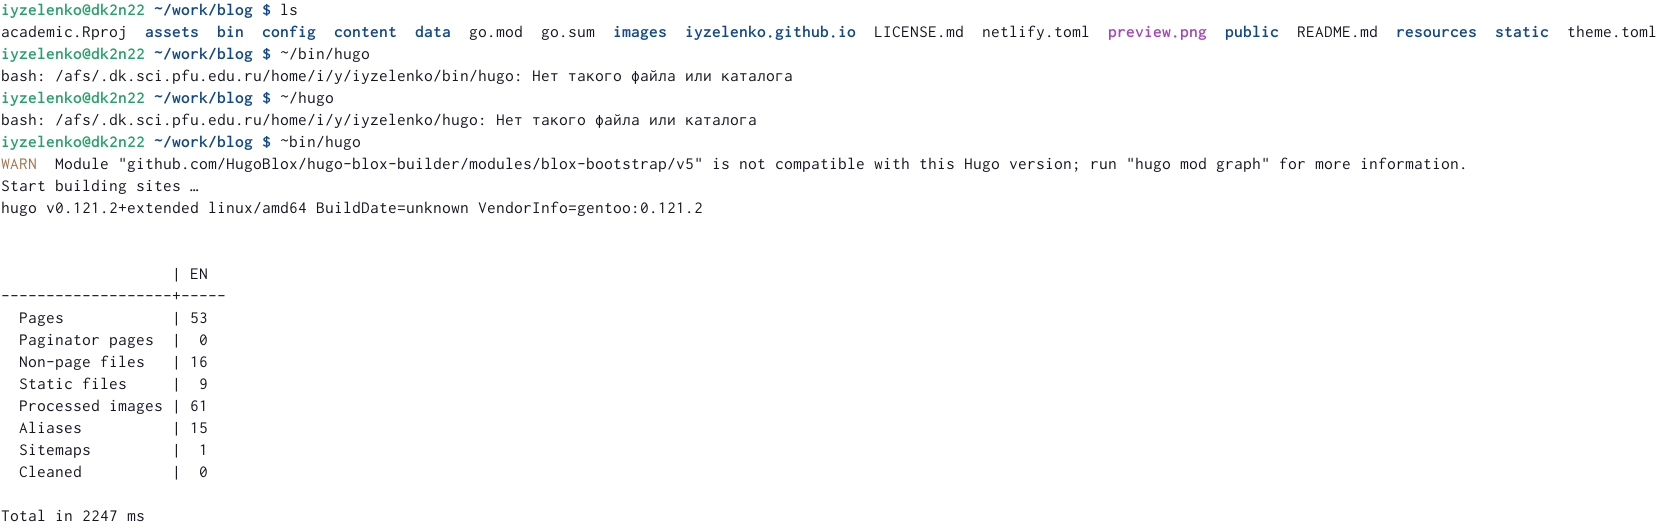 iyzelenko@dk2n22 ~/work/blog $ ls
academic.Rproj  assets  bin  config  content  data  go.mod  go.sum  images  iyzelenko.github.io  LICENSE.md  netlify.toml  preview.png  public  README.md  resources  static  theme.toml
iyzelenko@dk2n22 ~/work/blog $ ~/bin/hugo
bash: /afs/.dk.sci.pfu.edu.ru/home/i/y/iyzelenko/bin/hugo: Нет такого файла или каталога
iyzelenko@dk2n22 ~/work/blog $ ~/hugo
bash: /afs/.dk.sci.pfu.edu.ru/home/i/y/iyzelenko/hugo: Нет такого файла или каталога
iyzelenko@dk2n22 ~/work/blog $ ~bin/hugo
WARN  Module "github.com/HugoBlox/hugo-blox-builder/modules/blox-bootstrap/v5" is not compatible with this Hugo version; run "hugo mod graph" for more information.
Start building sites …
hugo v0.121.2+extended linux/amd64 BuildDate=unknown VendorInfo=gentoo:0.121.2
                   | EN
-------------------+-----
  Pages            | 53
  Paginator pages  |  0
  Non-page files   | 16
  Static files     |  9
  Processed images | 61
  Aliases          | 15
  Sitemaps         |  1
  Cleaned          |  0
Total in 2247 ms